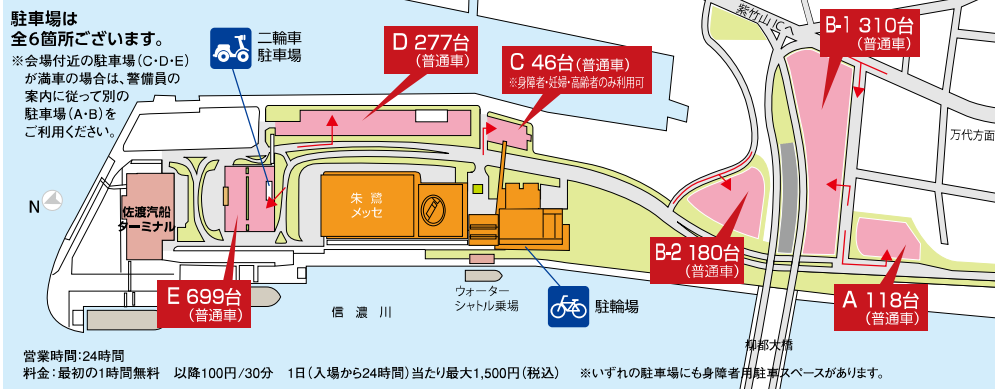 駐車場は
全6箇所ございます。
※会場付近の駐車場（C・D・E）
が満車の場合は、警備員の
案内に従って別の
駐車場（A・B）を
ご利用ください。
二輪車
駐車場
D 277台
（普通車）
C 46台（普通車）
※身障者・妊婦・高齢者のみ利用可
紫竹山ICへ
B-1 310台
（普通車）
万代方面
N
佐渡汽船
ターミナル
朱鷺
メッセ
B-2 180台
（普通車）
E 699台
（普通車）
A 118台
（普通車）
ウォーター
シャトル乗場
駐輪場
信濃川
柳都大橋
営業時間：24時間
料金：最初の1時間無料　以降100円/30分　1日（入場から24時間）当たり最大1,500円（税込）　※いずれの駐車場にも身障者用駐車スペースがあります。